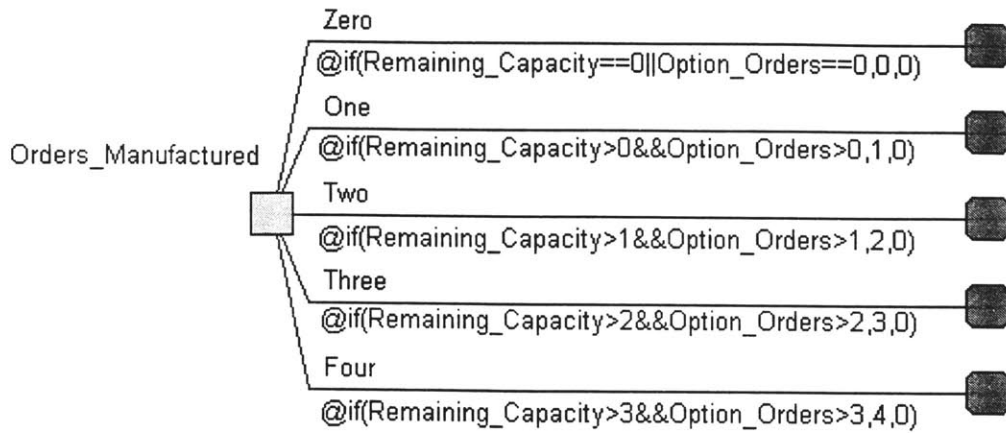 Zero
@if(Remaining_Capacity==0||Option_Orders==0,0,0)
One
@if(Remaining_Capacity>0&&Option_Orders>0,1,0)
Orders_Manufactured
Two
@if(Remaining_Capacity>1&&Option_Orders>1,2,0)
Three
@if(Remaining_Capacity>2&&Option_Orders>2,3,0)
Four
@if(Remaining_Capacity>3&&Option_Orders>3,4,0)